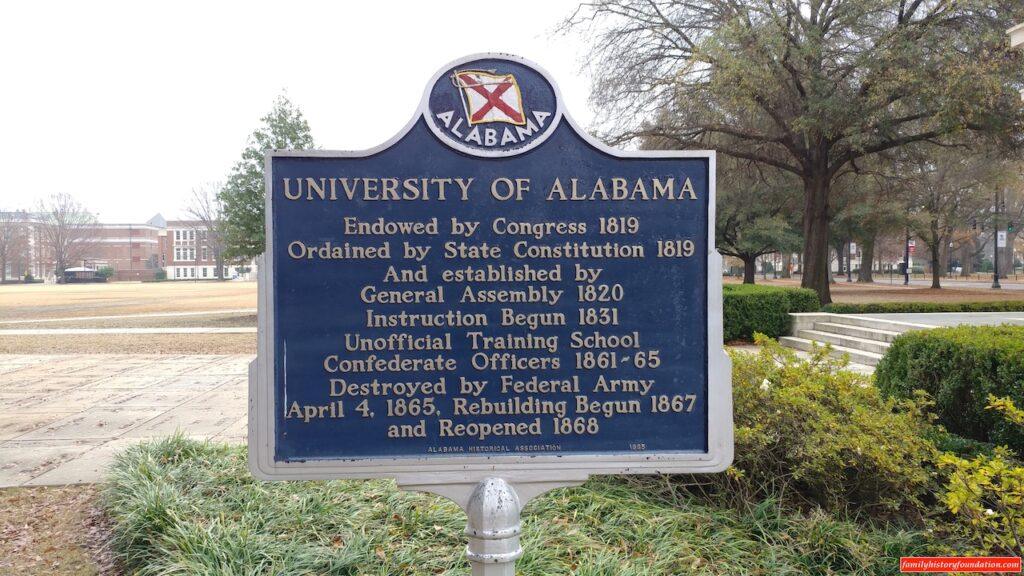 ALABAMA
UNIVERSITY OF ALABAMA
Endowed by Congress 1819
Ordained by State Constitution 1819
And established by
General Assembly 1820
Instruction Begun 1831
Unofficial Training School
Confederate Officers 1861-65
Destroyed by Federal Army
April 4, 1865, Rebuilding Begun 1867
and Reopened 1868
ALABAMA HISTORICAL ASSOCIATION
familyhistoryfoundation.com